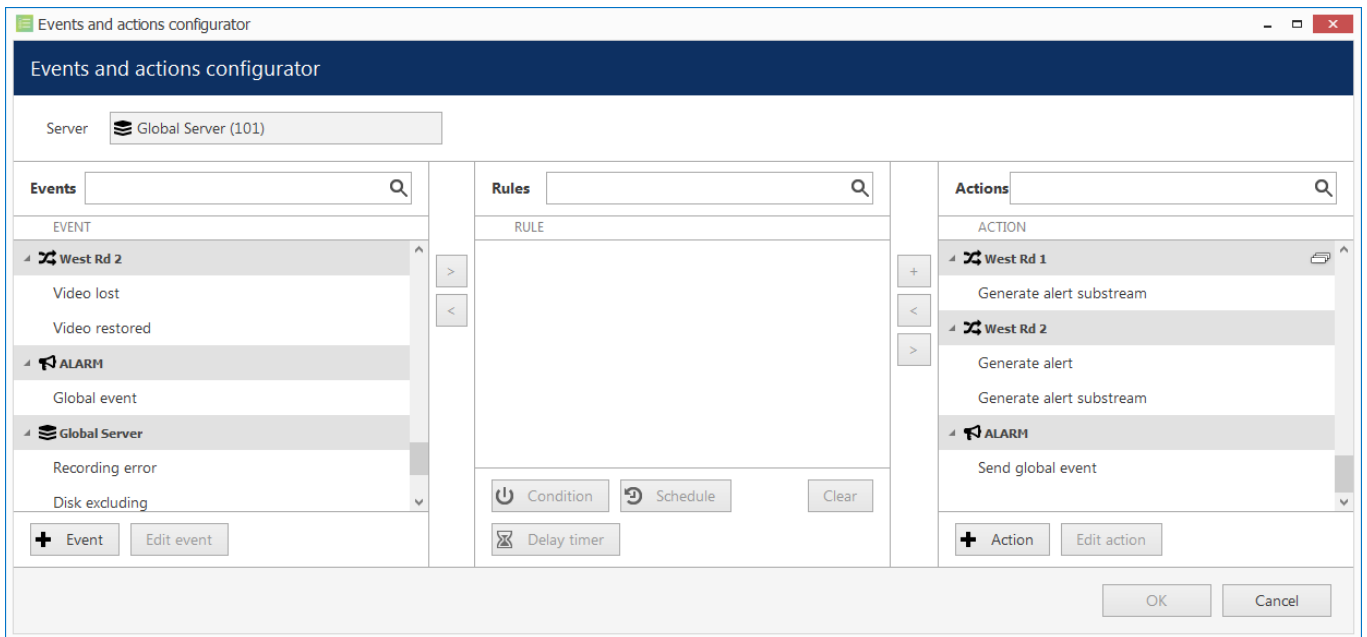 Events and actions configurator
Events and actions configurator
Server Global Server (101)
Events
EVENT
West Rd 2
Video lost
Video restored
ALARM
Global event
Global Server
Recording error
Disk excluding
+ Event Edit event
>
<
Rules
RULE
Condition Schedule Clear
Delay timer
+
<
>
Actions
ACTION
West Rd 1
Generate alert substream
West Rd 2
Generate alert
Generate alert substream
ALARM
Send global event
+ Action Edit action
OK Cancel